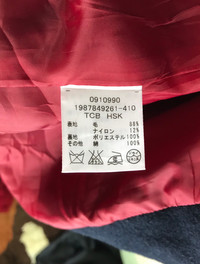 0910990
1987849261-410
TCB HSK
表地 毛 88%
ナイロン 12%
裏地 ポリエステル 100%
その他 綿 100%